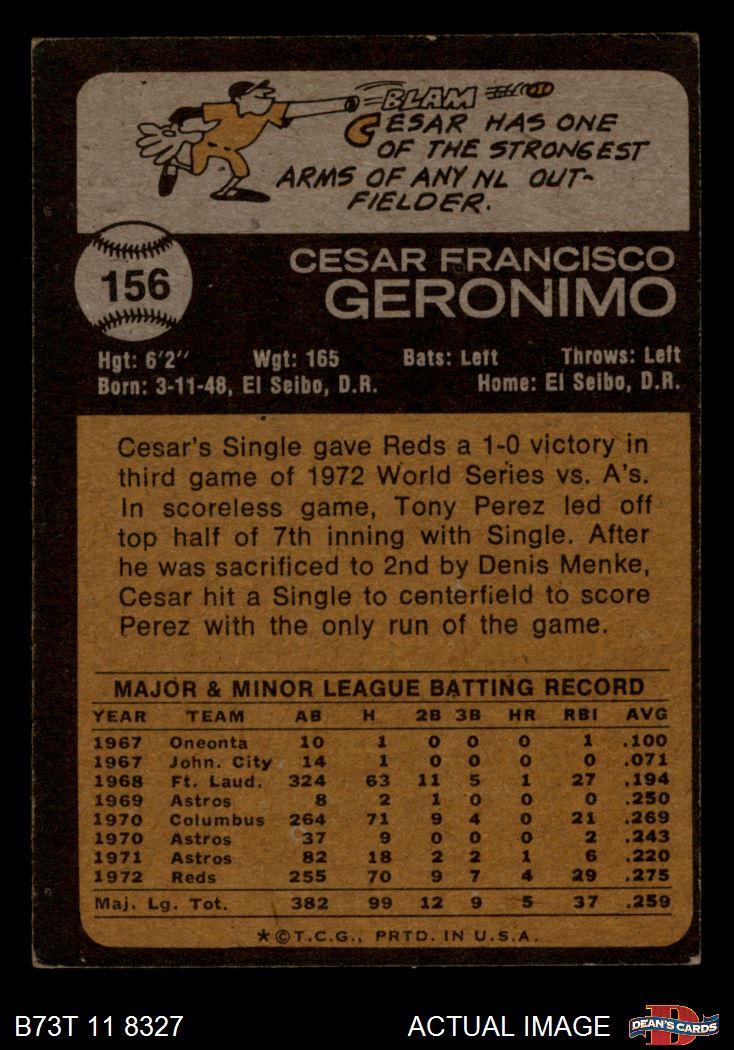 BLAM
CESAR HAS ONE
OF THE STRONGEST
ARMS OF ANY NL OUT-
FIELDER.
156
CESAR FRANCISCO
GERONIMO
Hgt: 6'2" Wgt: 165 Bats: Left Throws: Left
Born: 3-11-48, El Seibo, D.R. Home: El Seibo, D.R.
Cesar's Single gave Reds a 1-0 victory in
third game of 1972 World Series vs. A's.
In scoreless game, Tony Perez led off
top half of 7th inning with Single. After
he was sacrificed to 2nd by Denis Menke,
Cesar hit a Single to centerfield to score
Perez with the only run of the game.
MAJOR & MINOR LEAGUE BATTING RECORD
YEAR TEAM AB H 2B 3B HR RBI AVG
1967 Oneonta 10 1 0 0 0 1 .100
1967 John. City 14 1 0 0 0 0 .071
1968 Ft. Laud. 324 63 11 5 1 27 .194
1969 Astros 8 2 1 0 0 0 .250
1970 Columbus 264 71 9 4 0 21 .269
1970 Astros 37 9 0 0 0 2 .243
1971 Astros 82 18 2 2 1 6 .220
1972 Reds 255 70 9 7 4 29 .275
Maj. Lg. Tot. 382 99 12 9 5 37 .259
*©T.C.G., PRTD. IN U.S.A.
B73T 11 8327 ACTUAL IMAGE DEAN'S CARDS